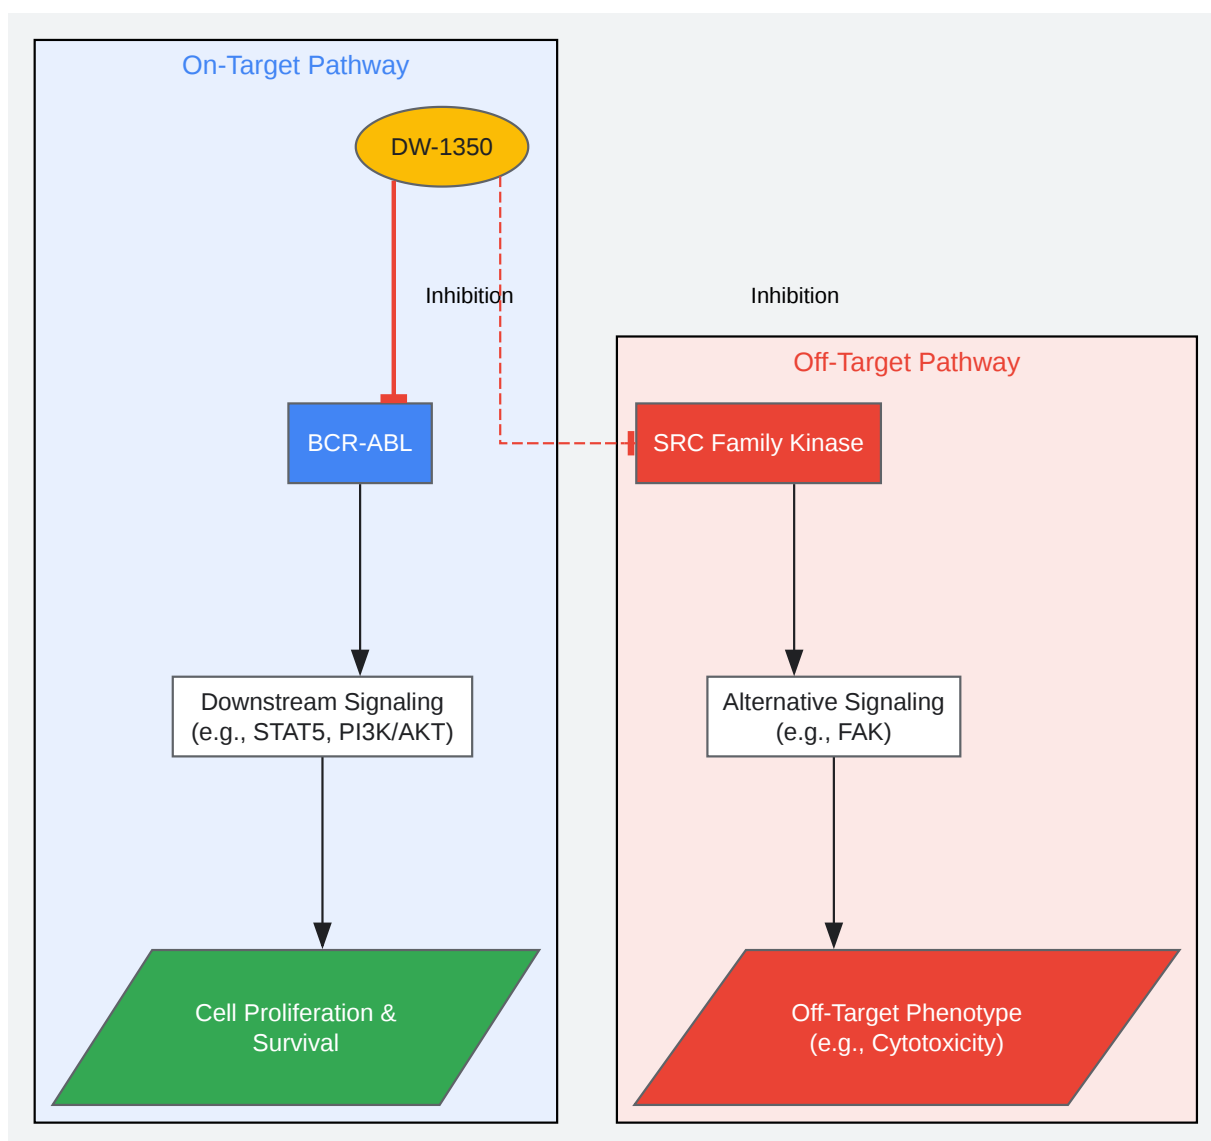 On-Target Pathway
DW-1350
Inhibition
Inhibition
Off-Target Pathway
BCR-ABL
SRC Family Kinase
Downstream Signaling
(e.g., STAT5, PI3K/AKT)
Alternative Signaling
(e.g., FAK)
Cell Proliferation &
Survival
Off-Target Phenotype
(e.g., Cytotoxicity)